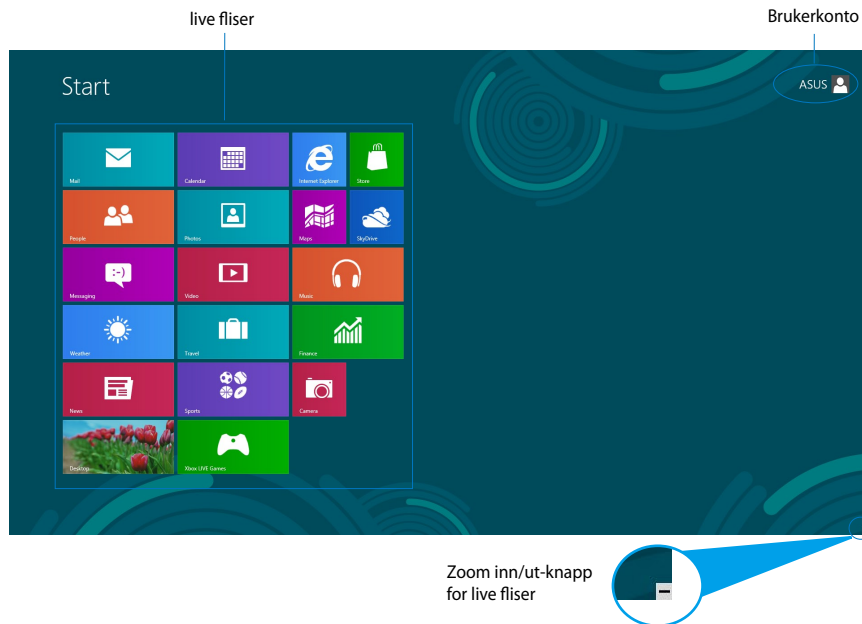 live fliser
Brukerkonto
Start
ASUS
Mail
Calendar
Internet Explorer
Store
People
Photos
Maps
SkyDrive
Messaging
Video
Music
Weather
Travel
Finance
News
Sports
Camera
Desktop
Xbox LIVE Games
Zoom inn/ut-knapp
for live fliser